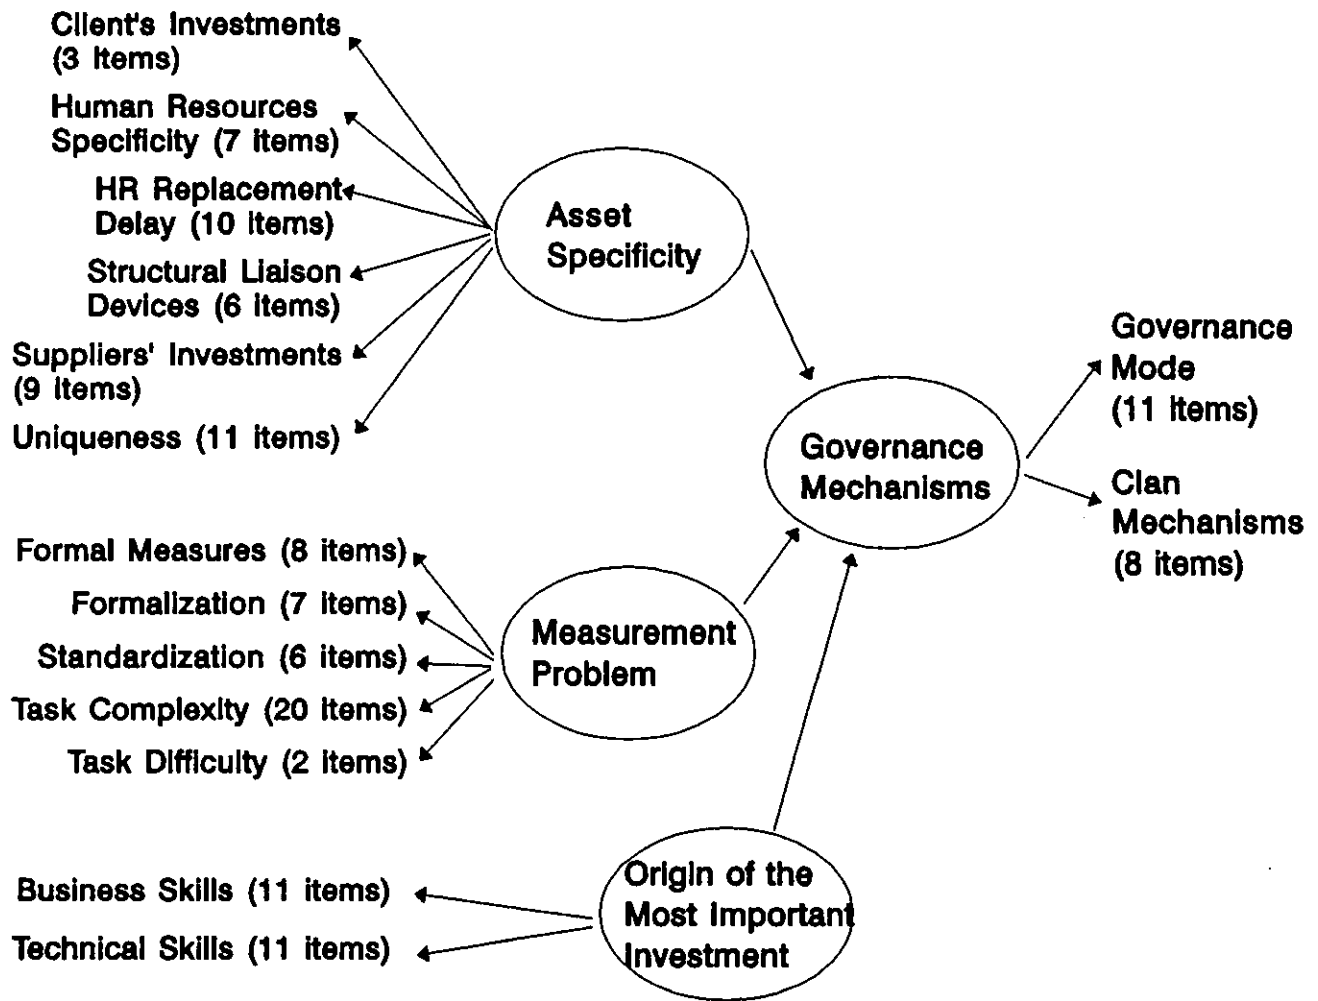 Client's Investments
(3 items)
Human Resources
Specificity (7 items)
HR Replacement
Delay (10 items)
Structural Liaison
Devices (6 items)
Suppliers' Investments
(9 items)
Uniqueness (11 items)
Asset
Specificity
Governance
Mechanisms
Governance
Mode
(11 items)
Clan
Mechanisms
(8 items)
Formal Measures (8 items)
Formalization (7 items)
Standardization (6 items)
Task Complexity (20 items)
Task Difficulty (2 items)
Measurement
Problem
Business Skills (11 items)
Technical Skills (11 items)
Origin of the
Most Important
Investment